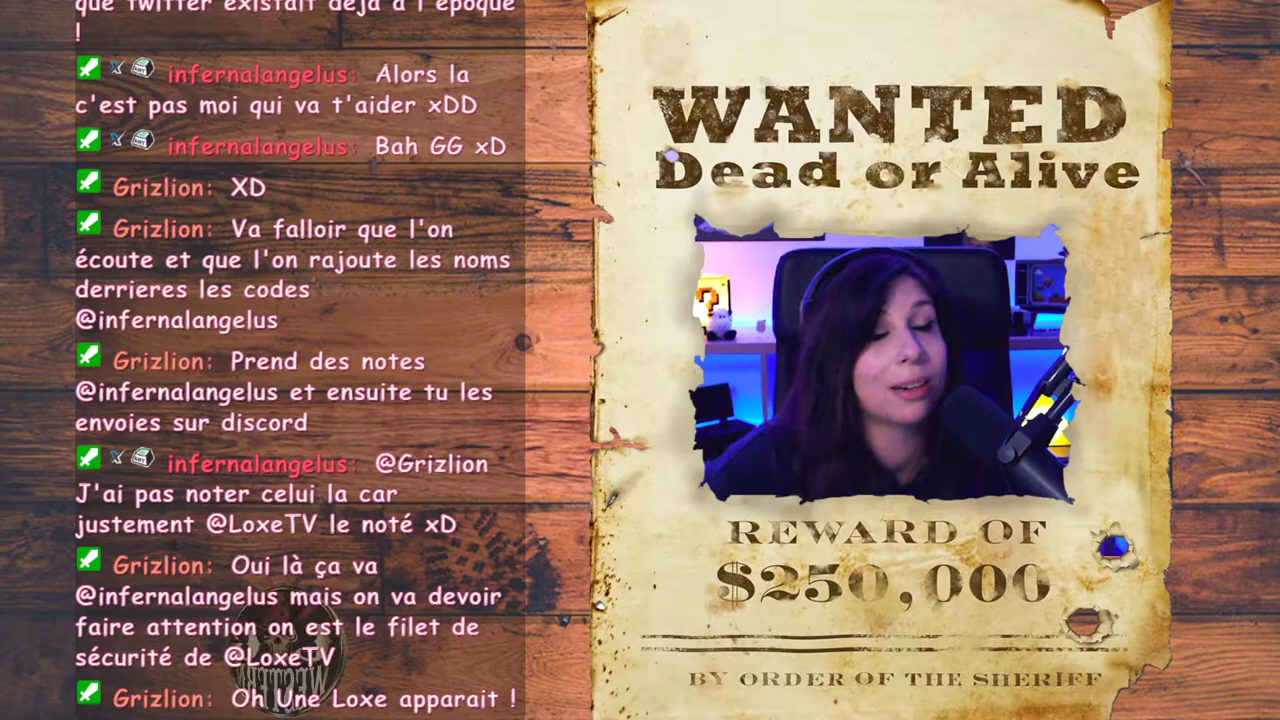 que twitter existait déjà à l'époque
!
infernalangelus: Alors la
c'est pas moi qui va t'aider xDD
infernalangelus: Bah GG xD
Grizlion: XD
Grizlion: Va falloir que l'on
écoute et que l'on rajoute les noms
derrieres les codes
@infernalangelus
Grizlion: Prend des notes
@infernalangelus et ensuite tu les
envoies sur discord
infernalangelus: @Grizlion
J'ai pas noter celui la car
justement @LoxeTV le noté xD
Grizlion: Oui là ça va
@infernalangelus mais on va devoir
faire attention on est le filet de
sécurité de @LoxeTV
Grizlion: Oh Une Loxe apparait !
WESTERN
WANTED
Dead or Alive
?
REWARD OF
$250,000
BY ORDER OF THE SHERIFF